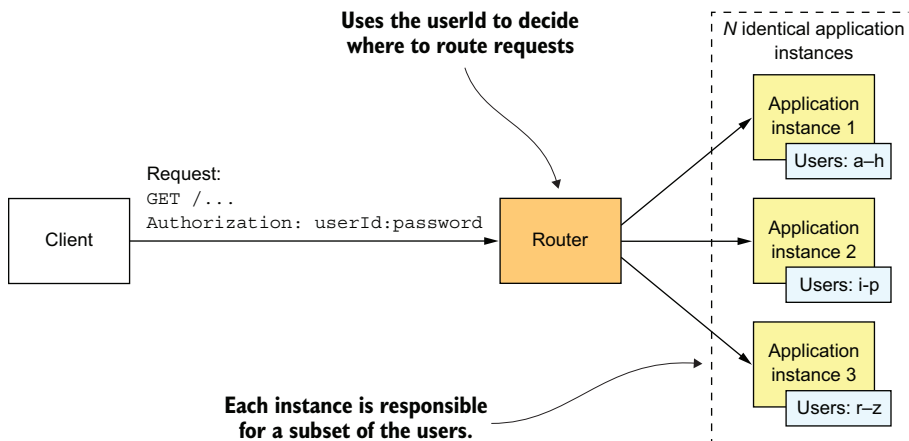 Uses the userId to decide
where to route requests
N identical application
instances
Application
instance 1
Users: a–h
Request:
GET /...
Authorization: userId:password
Client
Router
Application
instance 2
Users: i-p
Application
instance 3
Users: r–z
Each instance is responsible
for a subset of the users.